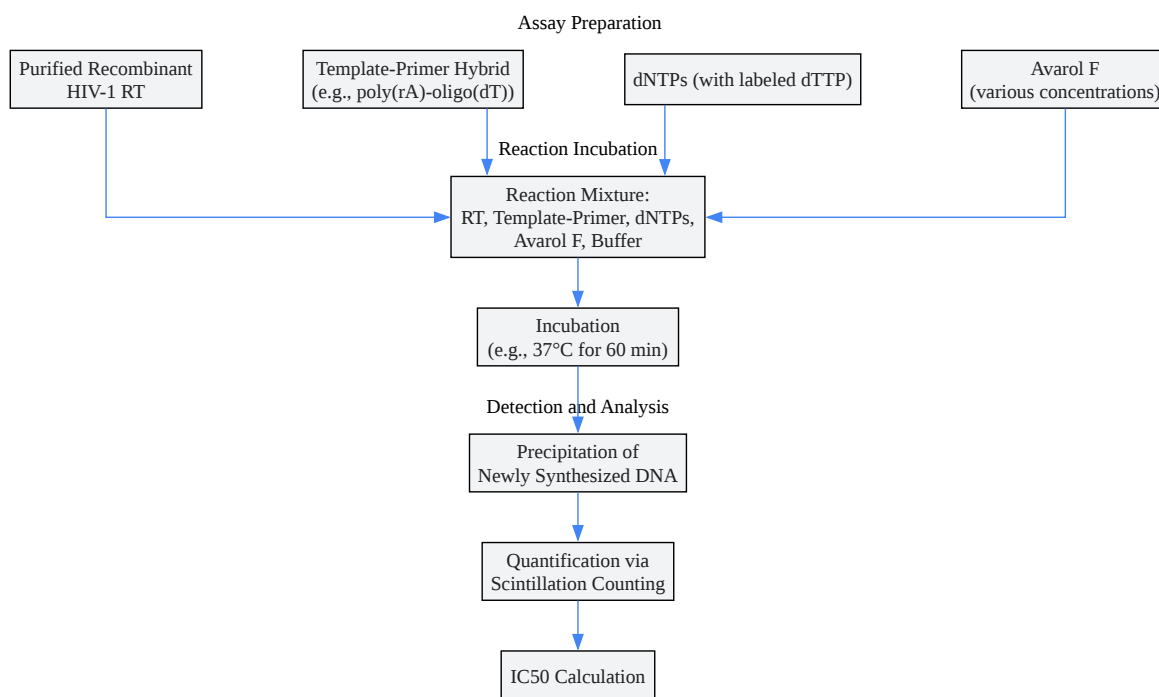 Assay Preparation
Purified Recombinant
HIV-1 RT
Template-Primer Hybrid
(e.g., poly(rA)-oligo(dT))
dNTPs (with labeled dTTP)
Avarol F
(various concentrations)
Reaction Incubation
Reaction Mixture:
RT, Template-Primer, dNTPs,
Avarol F, Buffer
Incubation
(e.g., 37°C for 60 min)
Detection and Analysis
Precipitation of
Newly Synthesized DNA
Quantification via
Scintillation Counting
IC50 Calculation